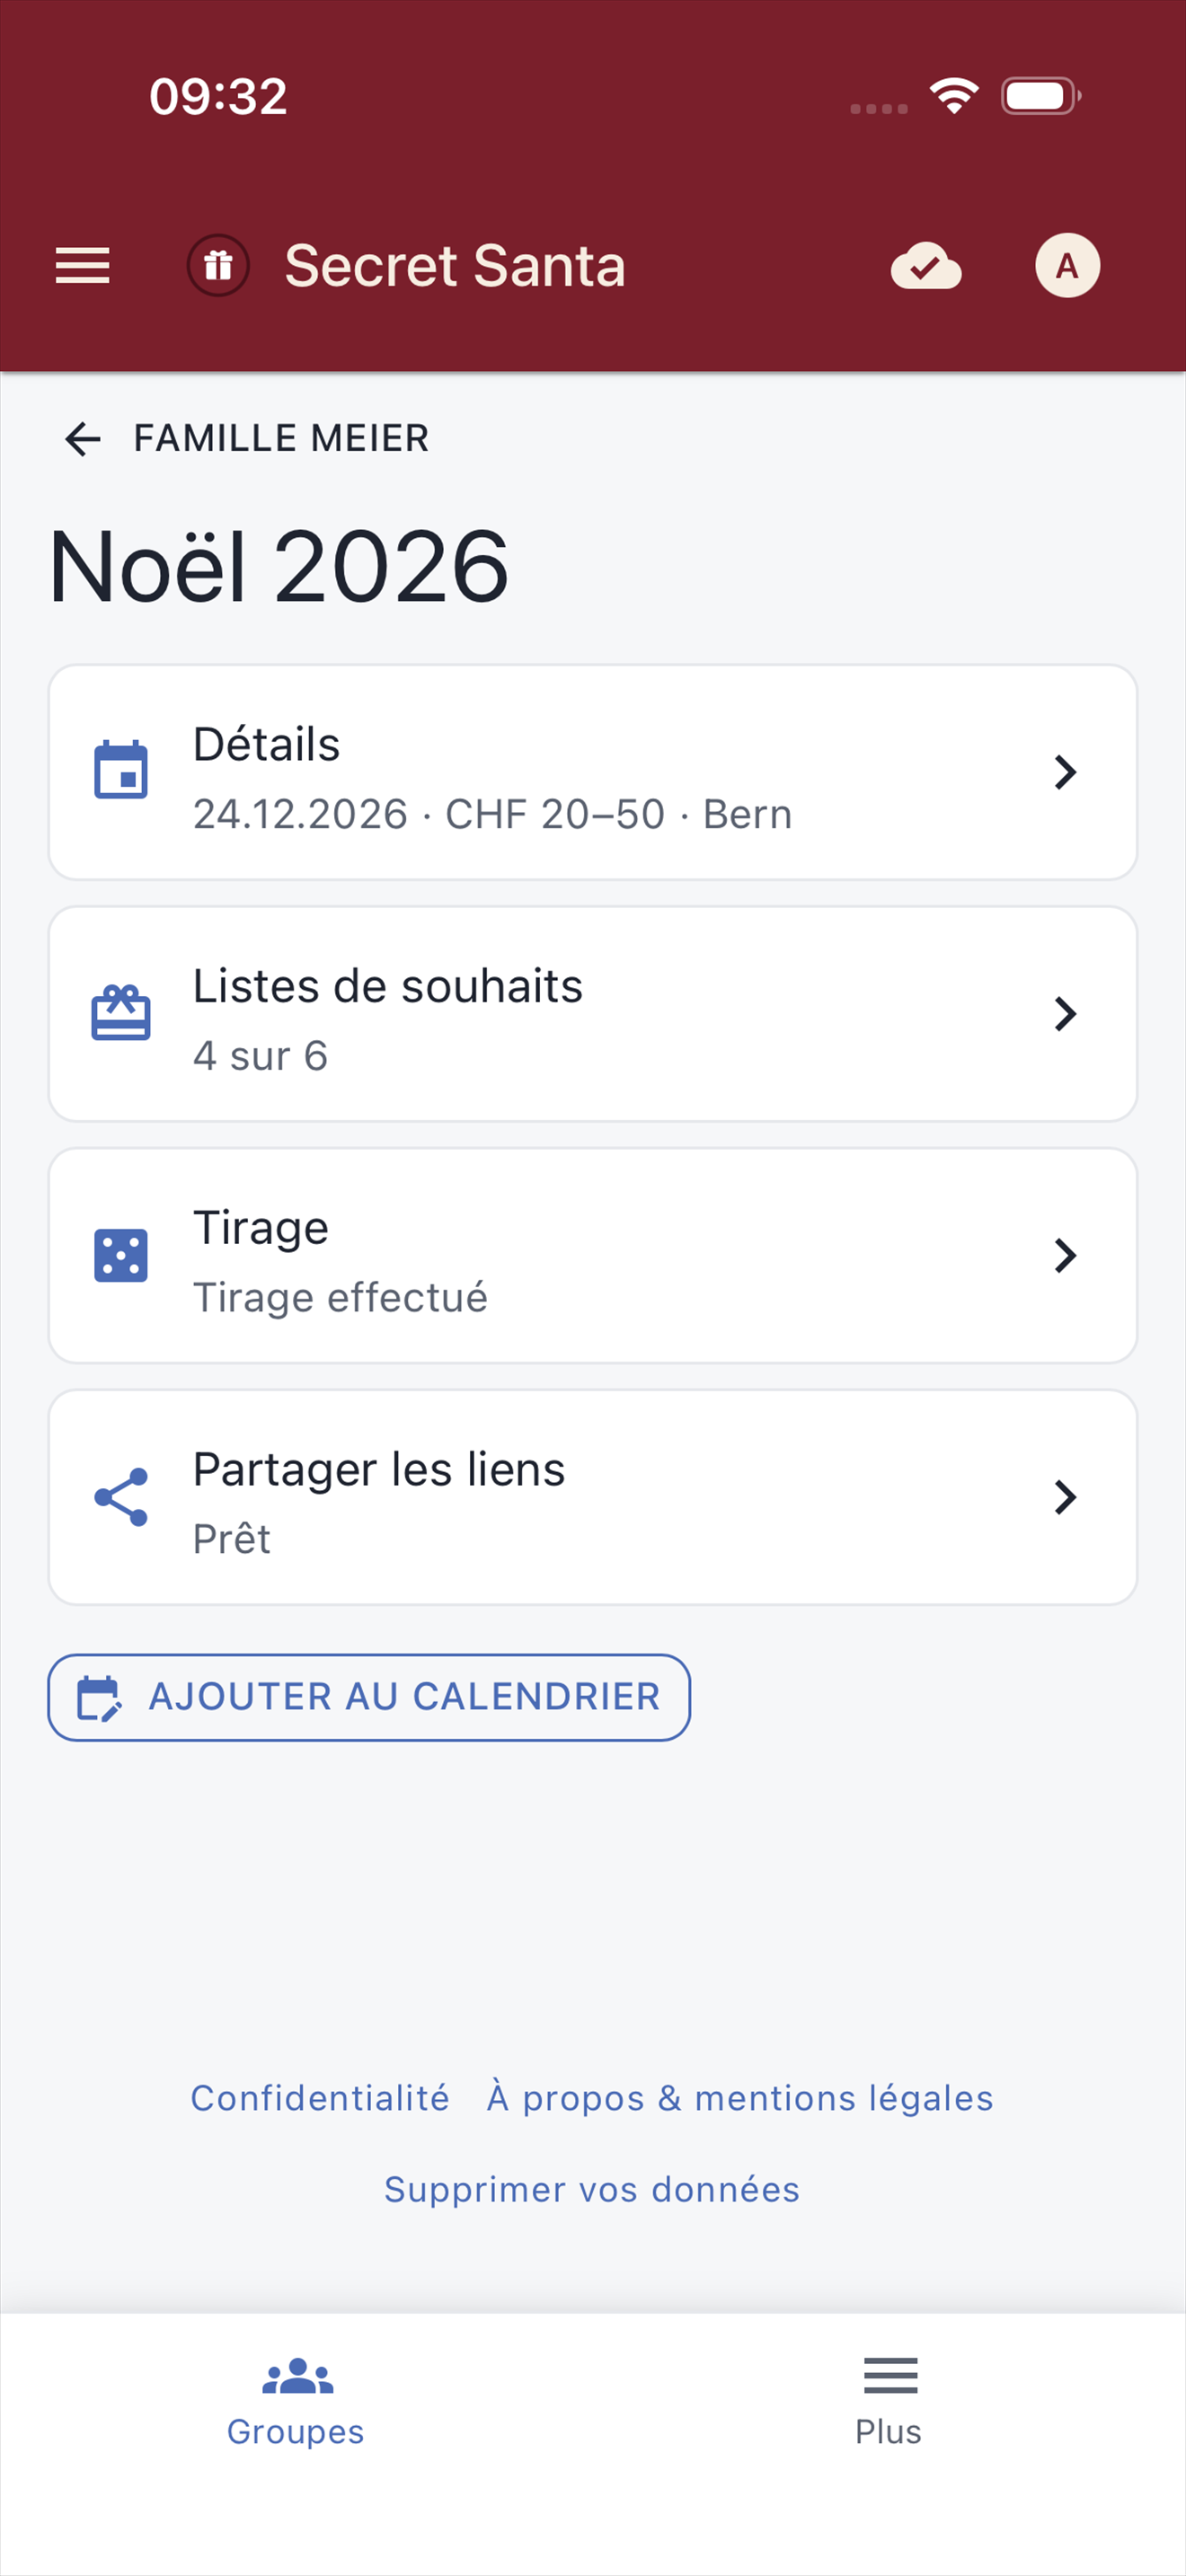 09:32
Secret Santa
A
FAMILLE MEIER
Noël 2026
Détails
24.12.2026 · CHF 20–50 · Bern
Listes de souhaits
4 sur 6
Tirage
Tirage effectué
Partager les liens
Prêt
AJOUTER AU CALENDRIER
Confidentialité À propos & mentions légales
Supprimer vos données
Groupes
Plus